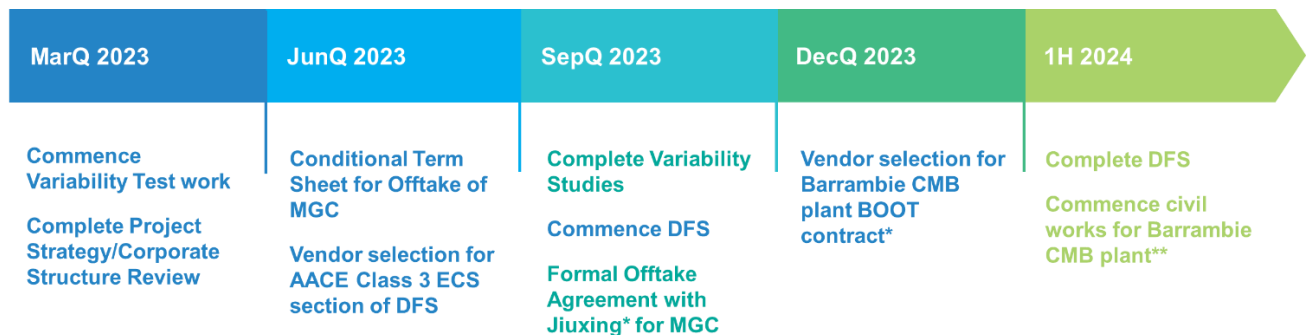 MarQ 2023
JunQ 2023
SepQ 2023
DecQ 2023
1H 2024
Commence
Variability Test work
Complete Project
Strategy/Corporate
Structure Review
Conditional Term
Sheet for Offtake of
MGC
Vendor selection for
AACE Class 3 ECS
section of DFS
Complete Variability
Studies
Commence DFS
Formal Offtake
Agreement with
Jiuxing* for MGC
Vendor selection for
Barrambie CMB
plant BOOT
contract*
Complete DFS
Commence civil
works for Barrambie
CMB plant**